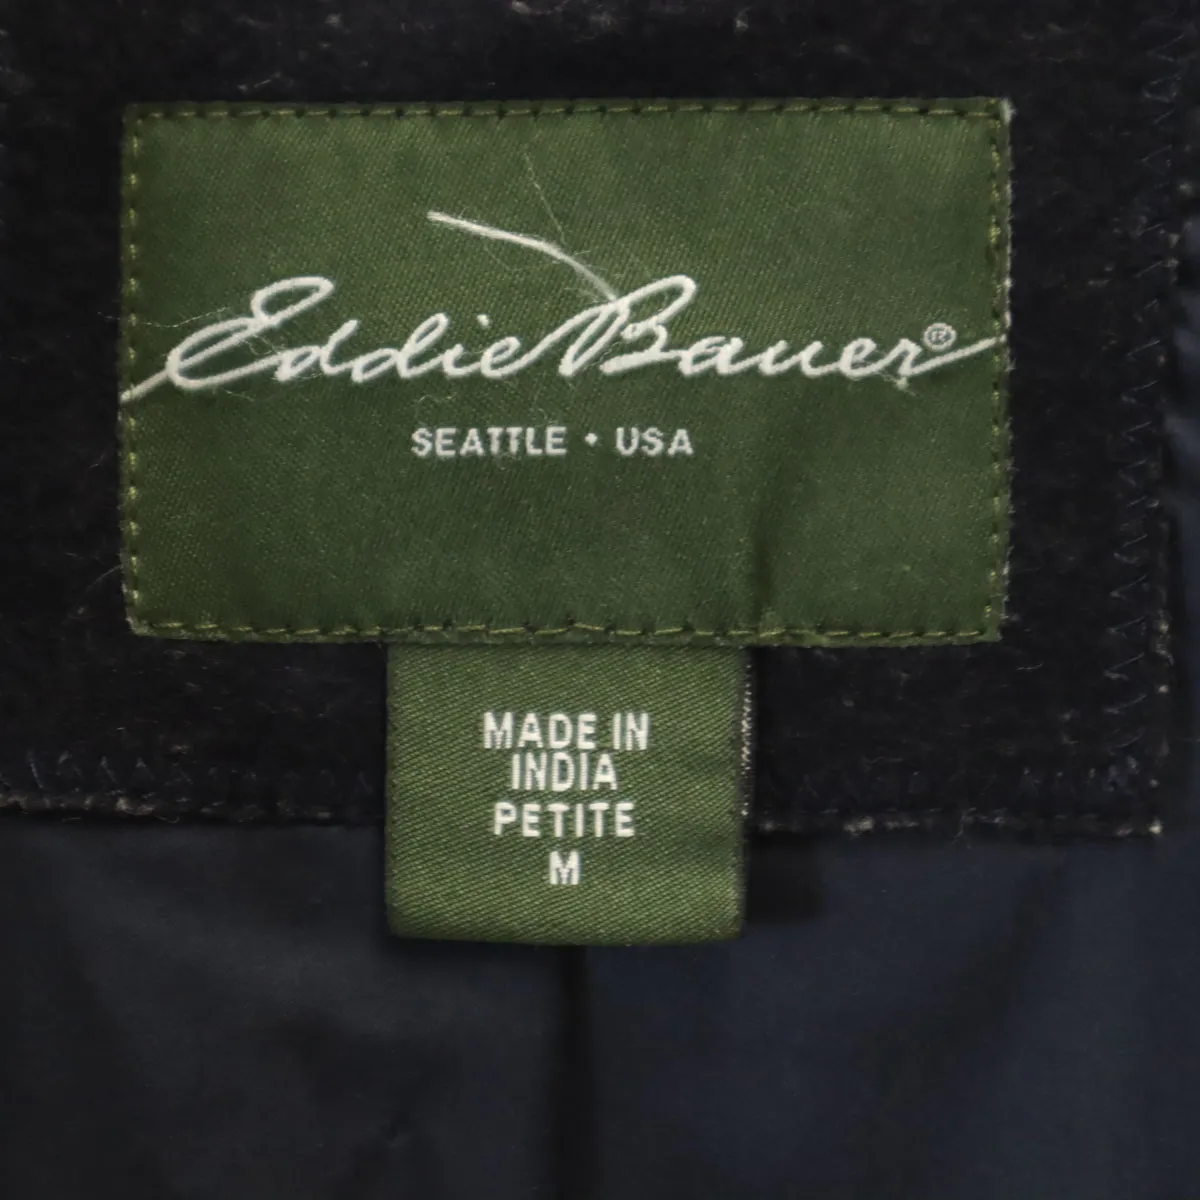 Eddie Bauer®
SEATTLE • USA
MADE IN
INDIA
PETITE
M